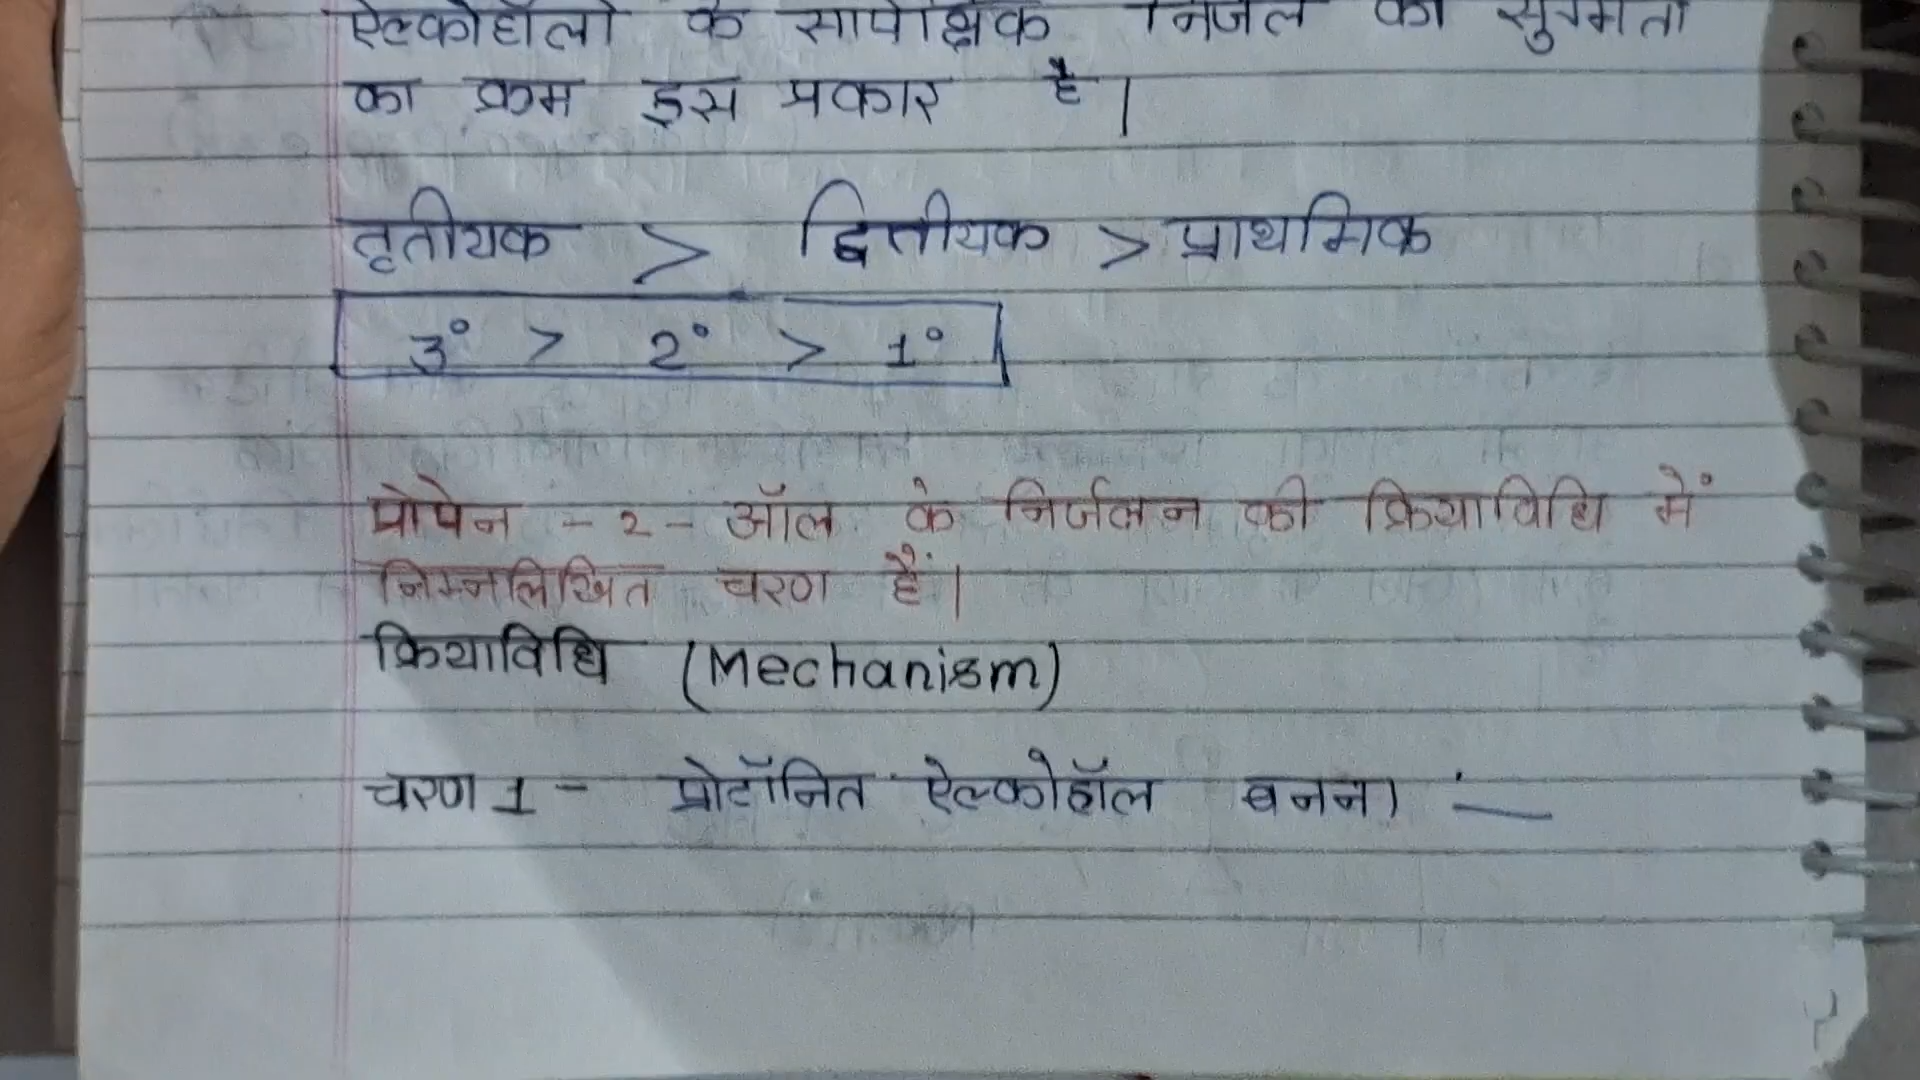 ऐल्कोहॉलो के सापेक्षिक निर्जल की सुगमता
का क्रम इस प्रकार है।
तृतीयक > द्वितीयक > प्राथमिक
3° > 2° > 1°
प्रोपेन -2- ऑल के निर्जलन की क्रियाविधि में
निम्नलिखित चरण हैं।
क्रियाविधि (Mechanism)
चरण 1 - प्रोटॉनित ऐल्कोहॉल बनना :—